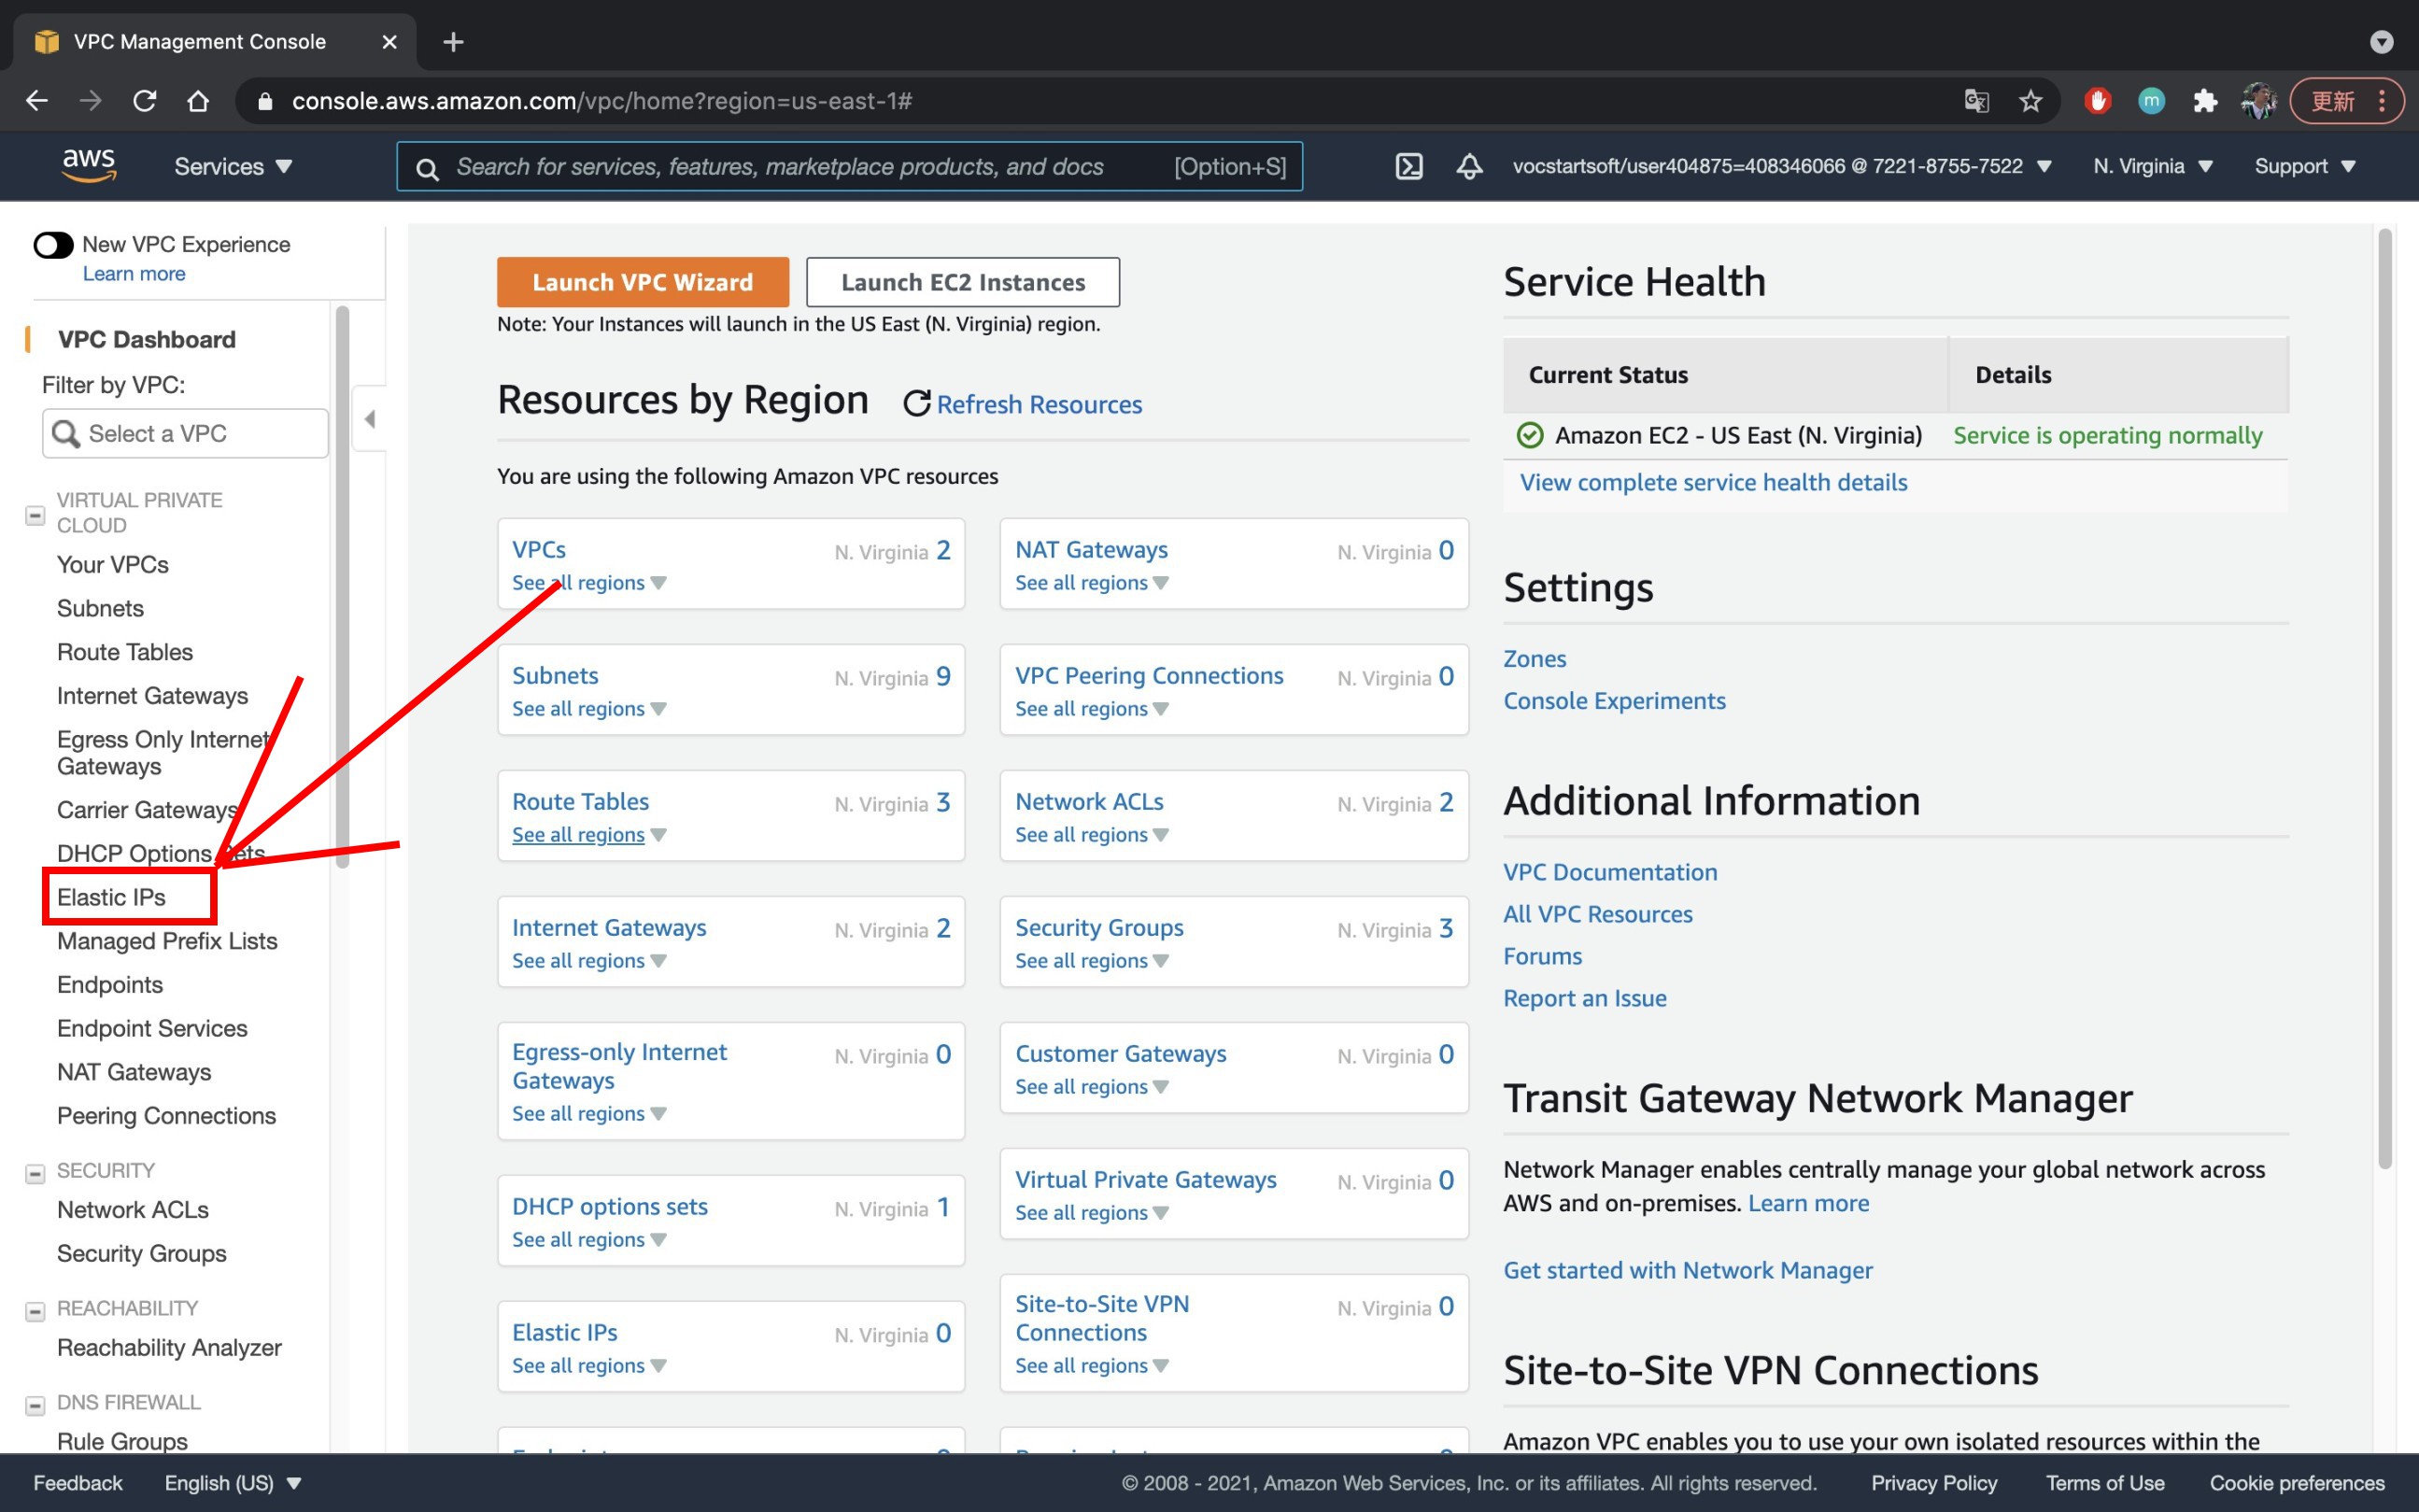 VPC Management Console
console.aws.amazon.com/vpc/home?region=us-east-1#
m
更新
aws
Services
Search for services, features, marketplace products, and docs
[Option+S]
vocstartsoft/user404875=408346066 @ 7221-8755-7522
N. Virginia
Support
New VPC Experience
Learn more
VPC Dashboard
Filter by VPC:
Select a VPC
VIRTUAL PRIVATE
CLOUD
Your VPCs
Subnets
Route Tables
Internet Gateways
Egress Only Internet
Gateways
Carrier Gateways
DHCP Options Sets
Elastic IPs
Managed Prefix Lists
Endpoints
Endpoint Services
NAT Gateways
Peering Connections
SECURITY
Network ACLs
Security Groups
REACHABILITY
Reachability Analyzer
DNS FIREWALL
Rule Groups
Launch VPC Wizard
Launch EC2 Instances
Note: Your Instances will launch in the US East (N. Virginia) region.
Resources by Region
Refresh Resources
You are using the following Amazon VPC resources
VPCs N. Virginia 2
See all regions
NAT Gateways N. Virginia 0
See all regions
Subnets N. Virginia 9
See all regions
VPC Peering Connections N. Virginia 0
See all regions
Route Tables N. Virginia 3
See all regions
Network ACLs N. Virginia 2
See all regions
Internet Gateways N. Virginia 2
See all regions
Security Groups N. Virginia 3
See all regions
Egress-only Internet N. Virginia 0
Gateways
See all regions
Customer Gateways N. Virginia 0
See all regions
DHCP options sets N. Virginia 1
See all regions
Virtual Private Gateways N. Virginia 0
See all regions
Elastic IPs N. Virginia 0
See all regions
Site-to-Site VPN N. Virginia 0
Connections
See all regions
Service Health
Current Status Details
Amazon EC2 - US East (N. Virginia) Service is operating normally
View complete service health details
Settings
Zones
Console Experiments
Additional Information
VPC Documentation
All VPC Resources
Forums
Report an Issue
Transit Gateway Network Manager
Network Manager enables centrally manage your global network across
AWS and on-premises. Learn more
Get started with Network Manager
Site-to-Site VPN Connections
Amazon VPC enables you to use your own isolated resources within the
Feedback
English (US)
© 2008 - 2021, Amazon Web Services, Inc. or its affiliates. All rights reserved.
Privacy Policy
Terms of Use
Cookie preferences